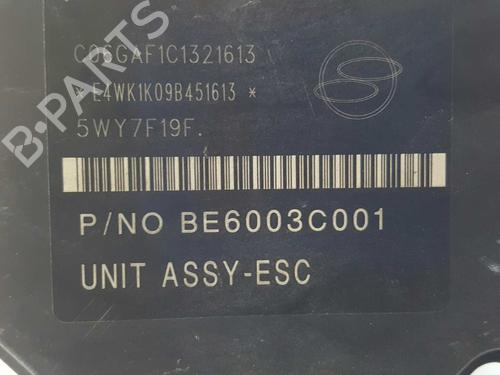 C06GAF1C1321613
* E4WK1K09B451613 *
5WY7F19F.
P/NO BE6003C001
UNIT ASSY-ESC
B-PARTS